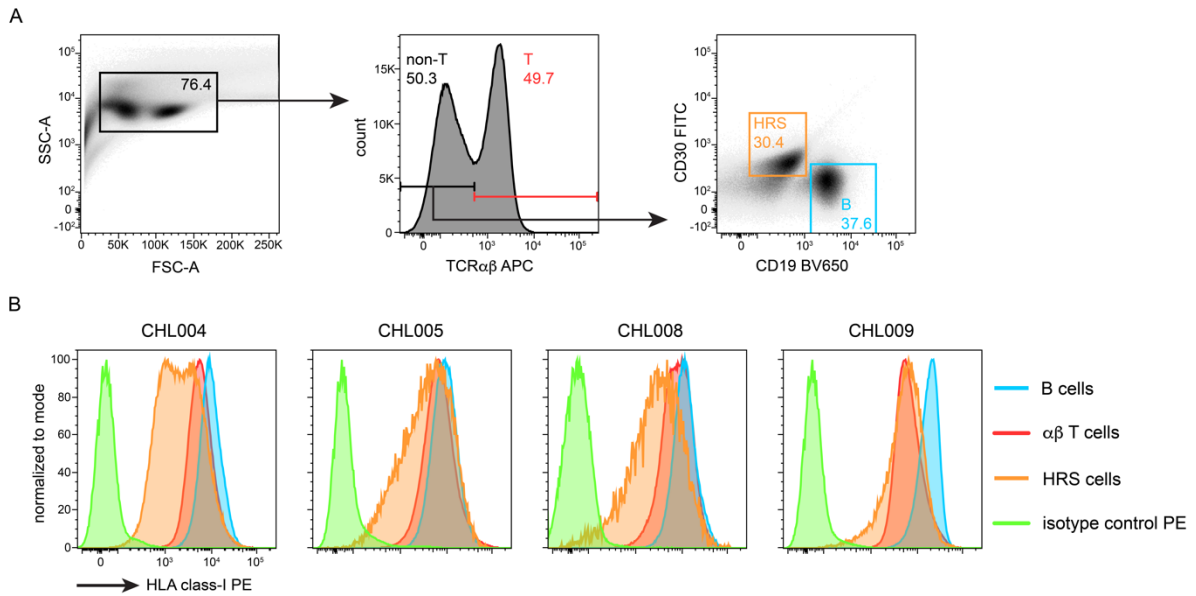 A
SSC-A
10⁵
10⁴
10³
10²
0
-10²
76.4
0 50K 100K 150K 200K 250K
FSC-A
count
15K
10K
5K
0
non-T
50.3
T
49.7
0 10³ 10⁴ 10⁵
TCRαβ APC
CD30 FITC
10⁵
10⁴
10³
10²
0
-10²
HRS
30.4
B
37.6
0 10³ 10⁴ 10⁵
CD19 BV650
B
CHL004 CHL005 CHL008 CHL009
normalized to mode
100
80
60
40
20
0
0 10³ 10⁴ 10⁵
HLA class-I PE
B cells
αβ T cells
HRS cells
isotype control PE